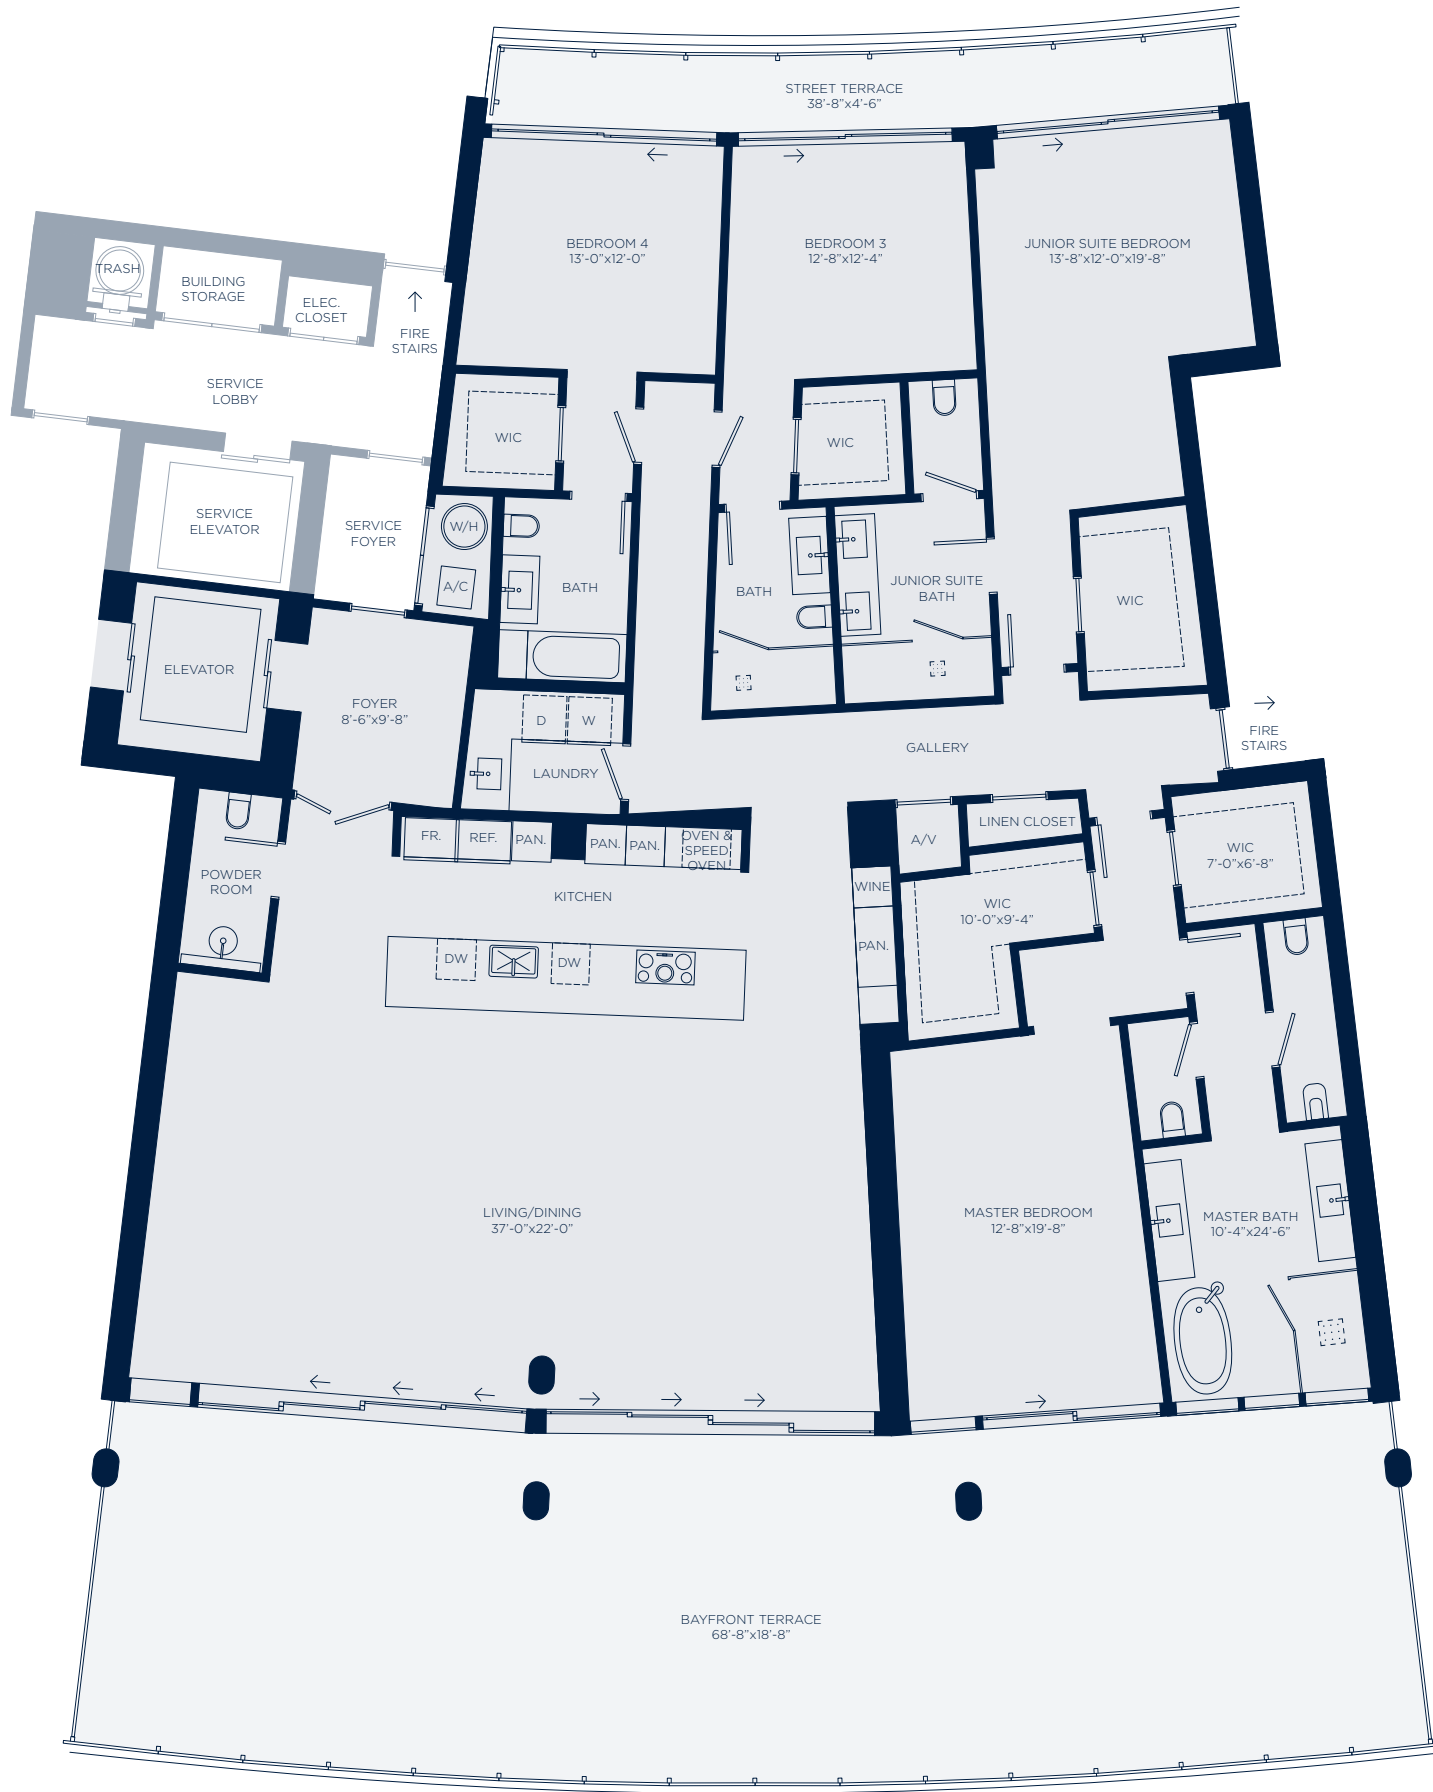 STREET TERRACE
38'-8"x4'-6"
BEDROOM 4
13'-0"x12'-0"
BEDROOM 3
12'-8"x12'-4"
JUNIOR SUITE BEDROOM
13'-8"x12'-0"x19'-8"
TRASH
BUILDING
STORAGE
ELEC.
CLOSET
FIRE
STAIRS
SERVICE
LOBBY
WIC
WIC
SERVICE
ELEVATOR
SERVICE
FOYER
W/H
A/C
BATH
BATH
JUNIOR SUITE
BATH
WIC
ELEVATOR
FOYER
8'-6"x9'-8"
D
W
LAUNDRY
GALLERY
FIRE
STAIRS
FR.
REF.
PAN.
PAN.
PAN.
OVEN &
SPEED
OVEN
A/V
LINEN CLOSET
WIC
7'-0"x6'-8"
POWDER
ROOM
KITCHEN
WINE
WIC
10'-0"x9'-4"
PAN.
DW
DW
LIVING/DINING
37'-0"x22'-0"
MASTER BEDROOM
12'-8"x19'-8"
MASTER BATH
10'-4"x24'-6"
BAYFRONT TERRACE
68'-8"x18'-8"